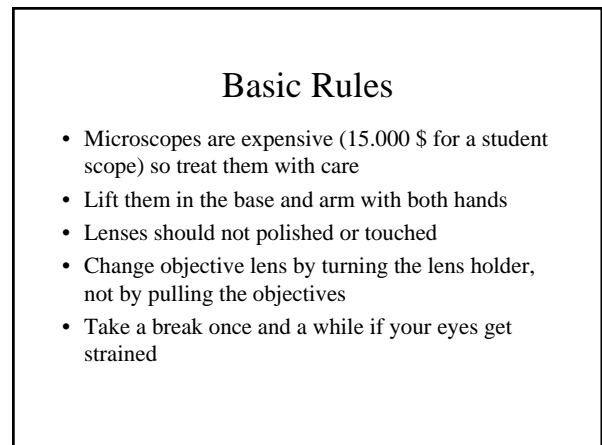 Basic Rules
• Microscopes are expensive (15.000 $ for a student
scope) so treat them with care
• Lift them in the base and arm with both hands
• Lenses should not polished or touched
• Change objective lens by turning the lens holder,
not by pulling the objectives
• Take a break once and a while if your eyes get
strained